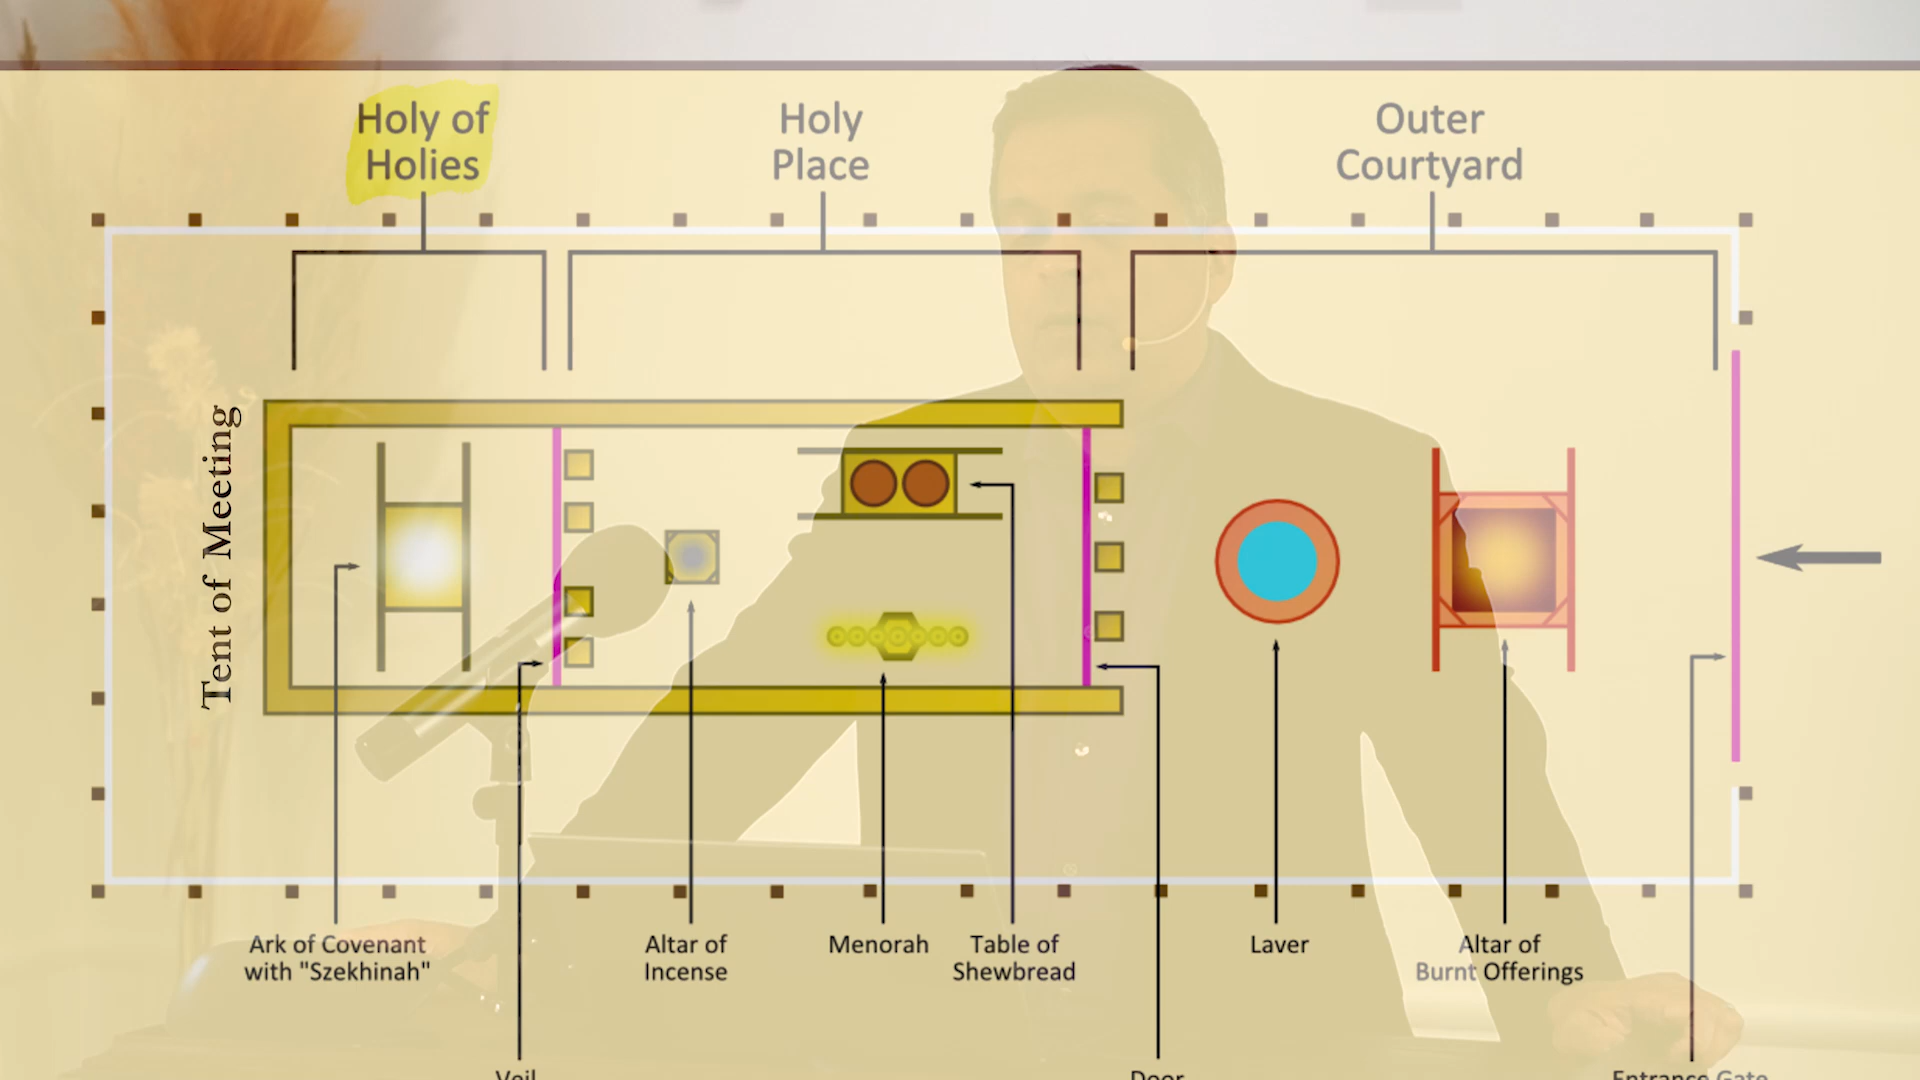 Holy of
Holies
Holy
Place
Outer
Courtyard
Tent of Meeting
Ark of Covenant
with "Szekhinah"
Altar of
Incense
Menorah
Table of
Shewbread
Laver
Altar of
Burnt Offerings
Veil
Door
Entrance Gate